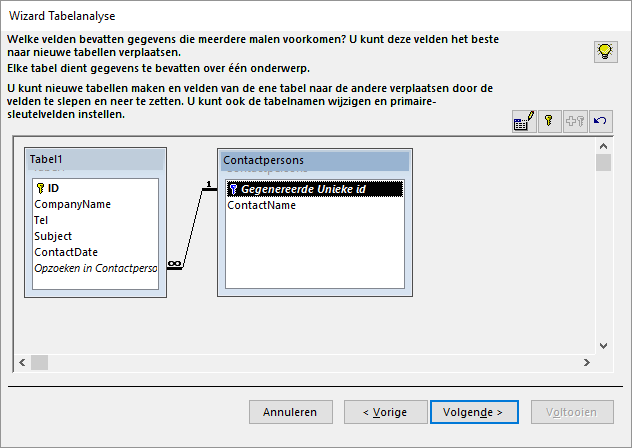 Wizard Tabelanalyse
Welke velden bevatten gegevens die meerdere malen voorkomen? U kunt deze velden het beste
naar nieuwe tabellen verplaatsen.
Elke tabel dient gegevens te bevatten over één onderwerp.
U kunt nieuwe tabellen maken en velden van de ene tabel naar de andere verplaatsen door de
velden te slepen en neer te zetten. U kunt ook de tabelnamen wijzigen en primaire-
sleutelvelden instellen.
Tabel1
ID
CompanyName
Tel
Subject
ContactDate
Opzoeken in Contactperso
∞
1
Contactpersons
Gegenereerde Unieke id
ContactName
Annuleren
< Vorige
Volgende >
Voltooien